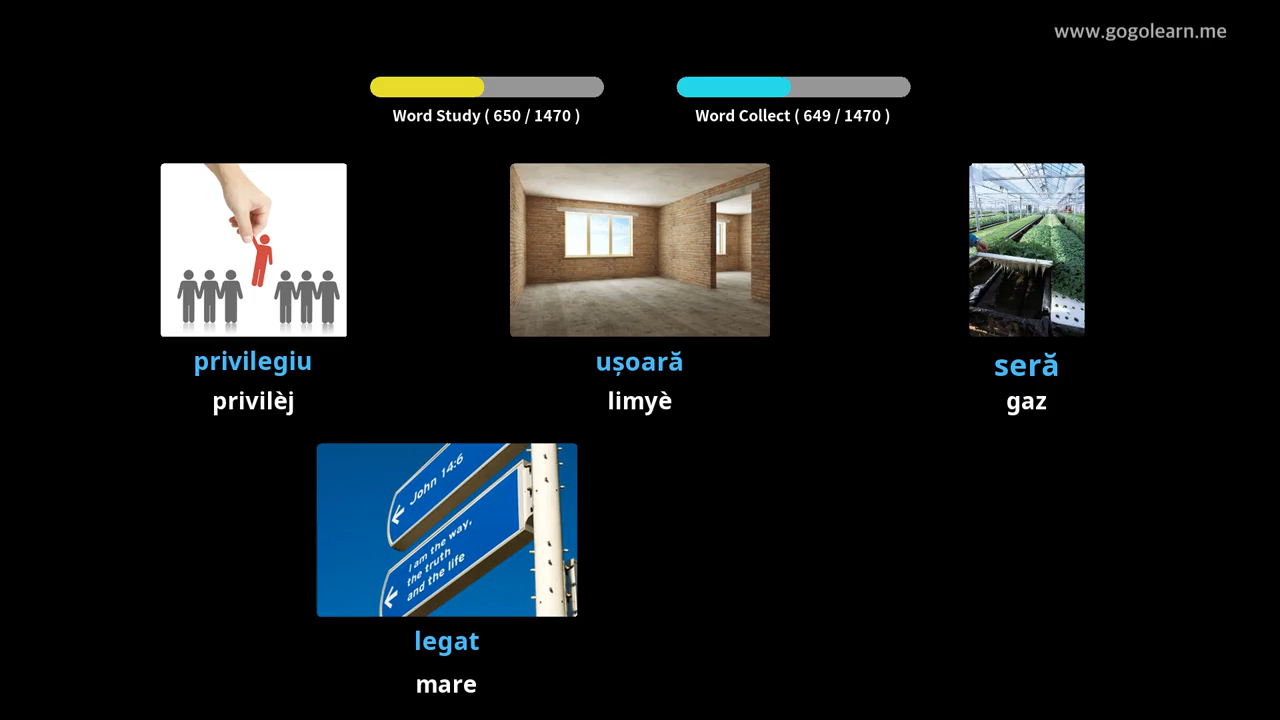 www.gogolearn.me
Word Study ( 650 / 1470 )
Word Collect ( 649 / 1470 )
privilegiu
privilèj
ușoară
limyè
seră
gaz
John 14:6
I am the way,
the truth
and the life
legat
mare